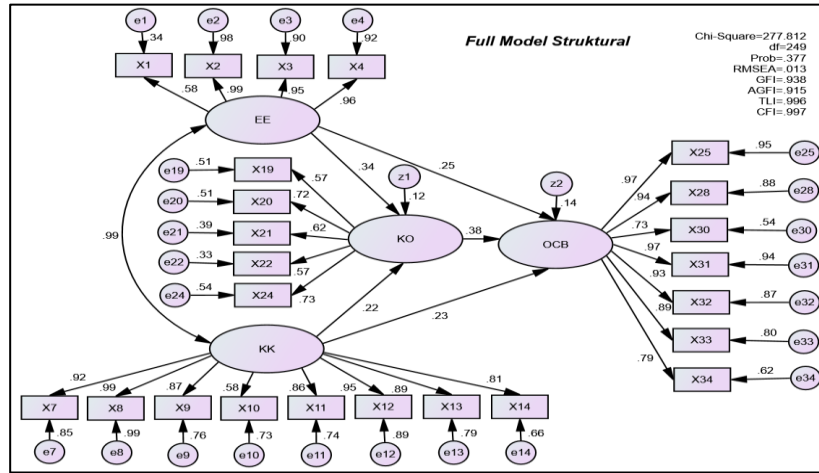 e1
e2
e3
e4
.34
.98
.90
.92
X1
X2
X3
X4
.58
.99
.95
.96
Full Model Struktural
Chi-Square=277.812
df=249
Prob=.377
RMSEA=.013
GFI=.938
AGFI=.915
TLI=.996
CFI=.997
EE
.99
.34
.25
e19
.51
X19
.57
e20
.51
X20
.72
e21
.39
X21
.62
e22
.33
X22
.57
e24
.54
X24
.73
z1
.12
KO
.38
z2
.14
OCB
.97
X25
.95
e25
.94
X28
.88
e28
.73
X30
.54
e30
.97
X31
.94
e31
.93
X32
.87
e32
.89
X33
.80
e33
.79
X34
.62
e34
.22
.23
KK
.92
.99
.87
.58
.86
.95
.89
.81
X7
X8
X9
X10
X11
X12
X13
X14
.85
.99
.76
.73
.74
.89
.79
.66
e7
e8
e9
e10
e11
e12
e13
e14